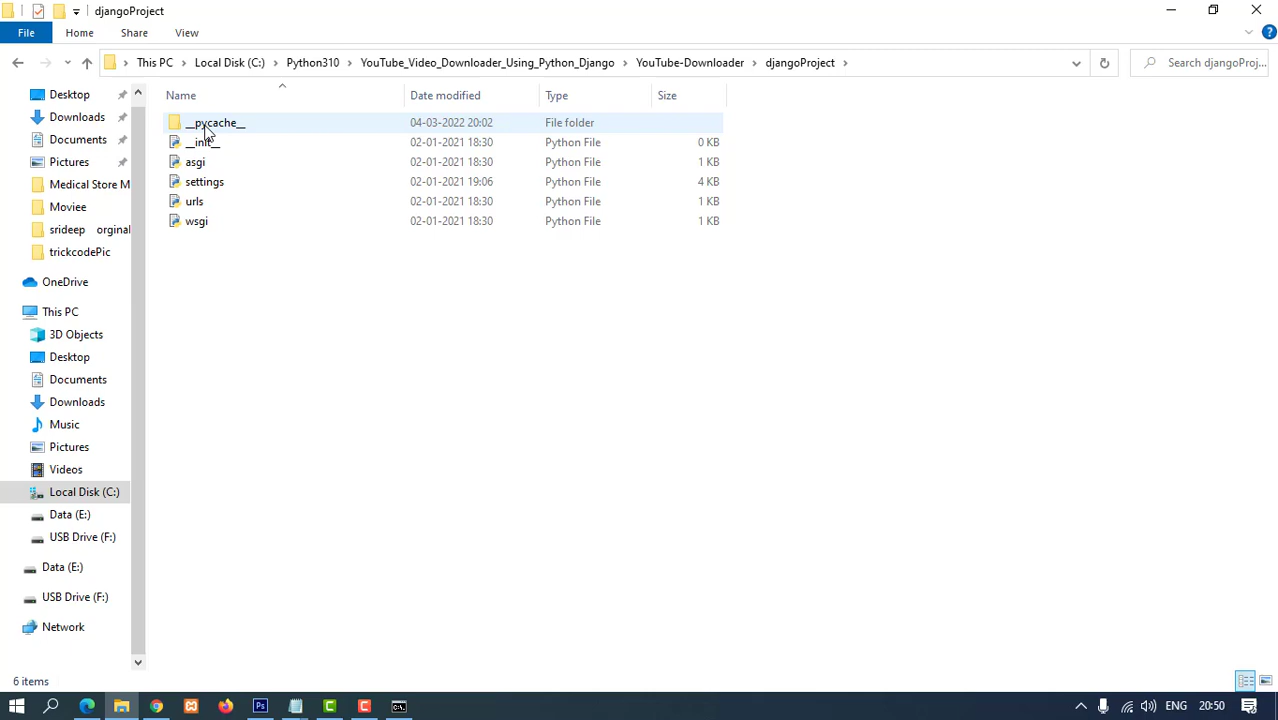 djangoProject
File Home Share View
This PC Local Disk (C:) Python310 YouTube_Video_Downloader_Using_Python_Django YouTube-Downloader djangoProject
Search djangoProj...
Name Date modified Type Size
__pycache__ 04-03-2022 20:02 File folder
__init__ 02-01-2021 18:30 Python File 0 KB
asgi 02-01-2021 18:30 Python File 1 KB
settings 02-01-2021 19:06 Python File 4 KB
urls 02-01-2021 18:30 Python File 1 KB
wsgi 02-01-2021 18:30 Python File 1 KB
Desktop
Downloads
Documents
Pictures
Medical Store M
Moviee
srideep orginal
trickcodePic
OneDrive
This PC
3D Objects
Desktop
Documents
Downloads
Music
Pictures
Videos
Local Disk (C:)
Data (E:)
USB Drive (F:)
Data (E:)
USB Drive (F:)
Network
6 items
Ps C C C:\
ENG 20:50